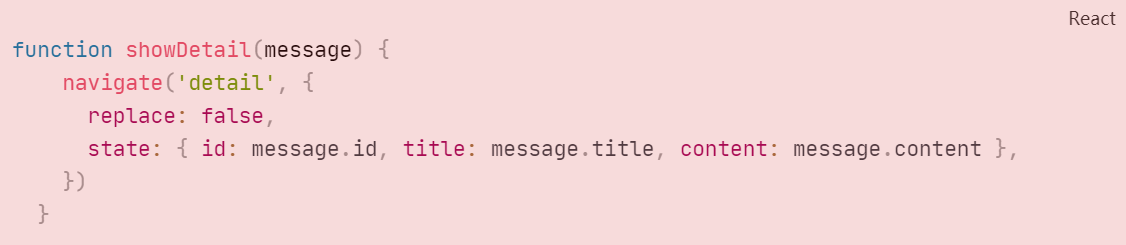 React
function showDetail(message) {
    navigate('detail', {
      replace: false,
      state: { id: message.id, title: message.title, content: message.content },
    })
  }